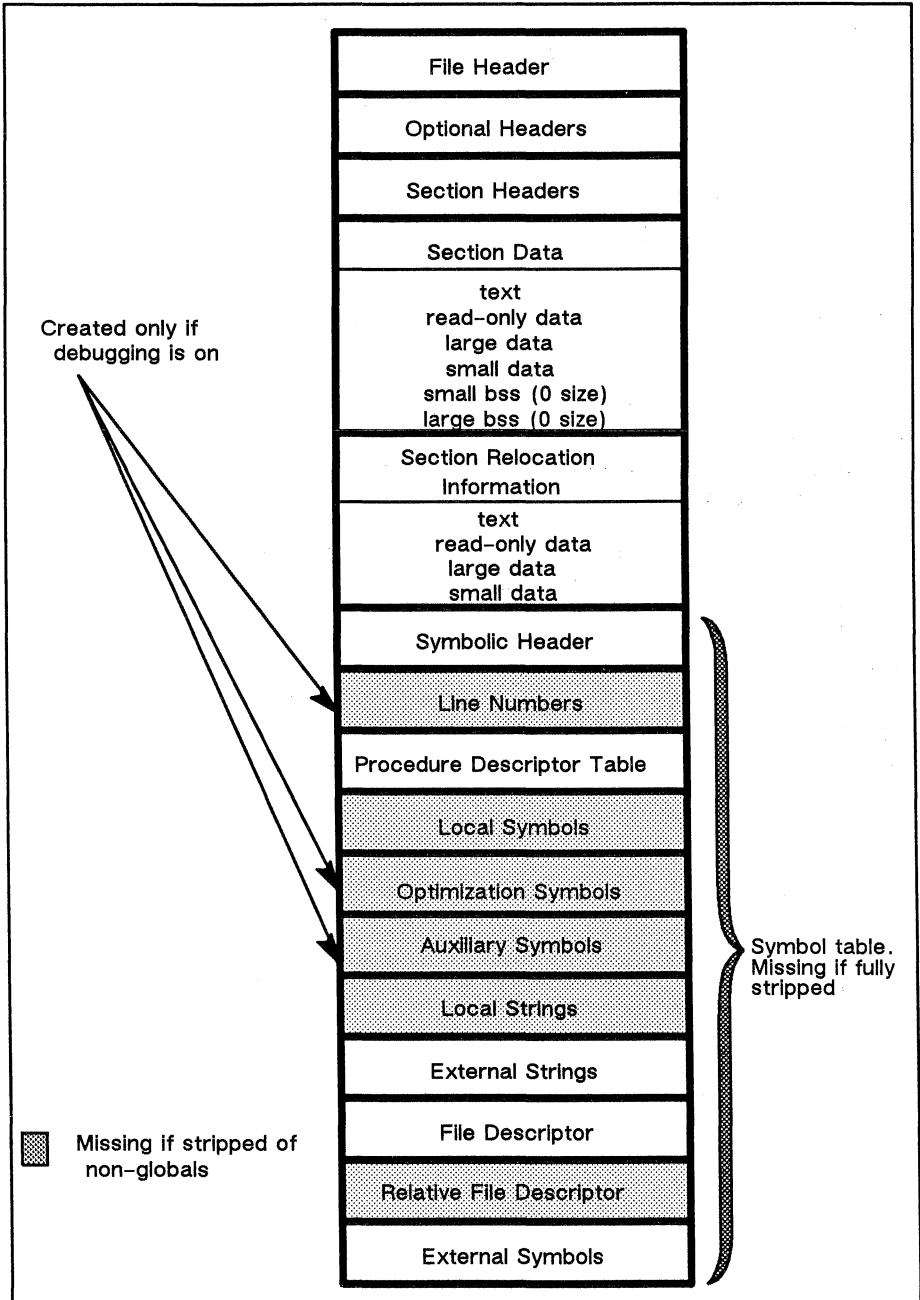 File Header
Optional Headers
Section Headers
Section Data
text
read-only data
large data
small data
small bss (0 size)
large bss (0 size)
Section Relocation
Information
text
read-only data
large data
small data
Symbolic Header
Line Numbers
Procedure Descriptor Table
Local Symbols
Optimization Symbols
Auxiliary Symbols
Local Strings
External Strings
File Descriptor
Relative File Descriptor
External Symbols
Created only if
debugging is on
Symbol table.
Missing if fully
stripped
Missing if stripped of
non-globals